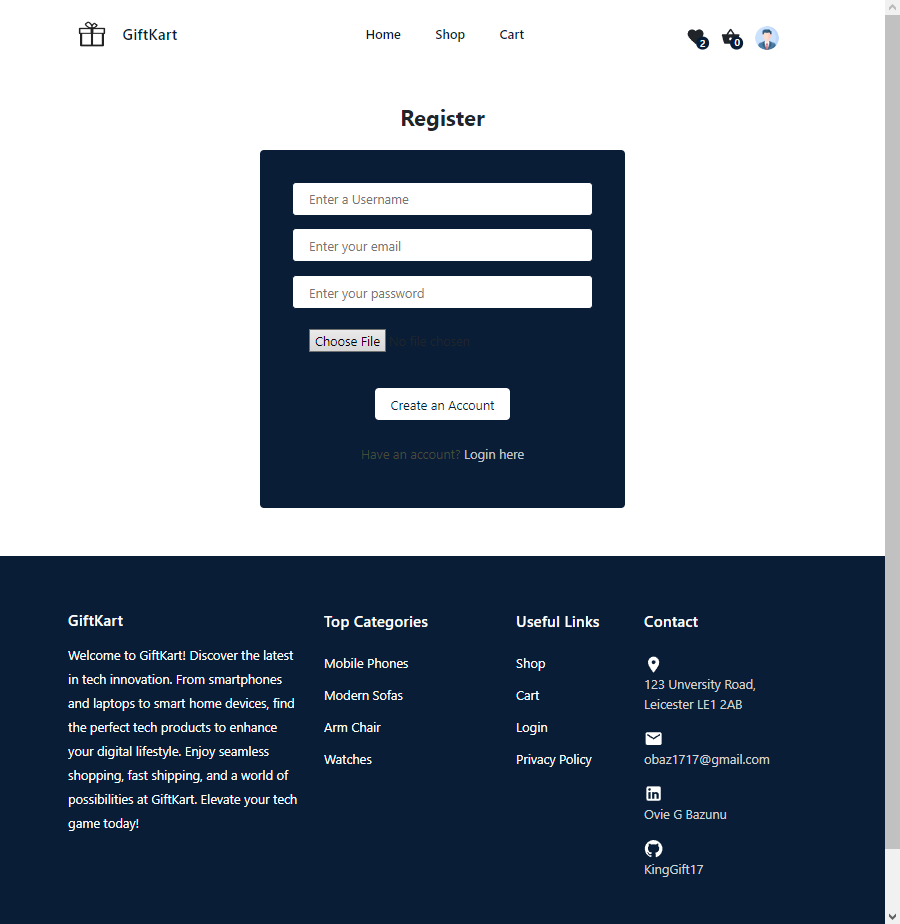 GiftKart
Home Shop Cart
2 0
Register
Enter a Username
Enter your email
Enter your password
Choose File No file chosen
Create an Account
Have an account? Login here
GiftKart
Welcome to GiftKart! Discover the latest
in tech innovation. From smartphones
and laptops to smart home devices, find
the perfect tech products to enhance
your digital lifestyle. Enjoy seamless
shopping, fast shipping, and a world of
possibilities at GiftKart. Elevate your tech
game today!
Top Categories
Mobile Phones
Modern Sofas
Arm Chair
Watches
Useful Links
Shop
Cart
Login
Privacy Policy
Contact
123 Unversity Road,
Leicester LE1 2AB
obaz1717@gmail.com
in
Ovie G Bazunu
KingGift17